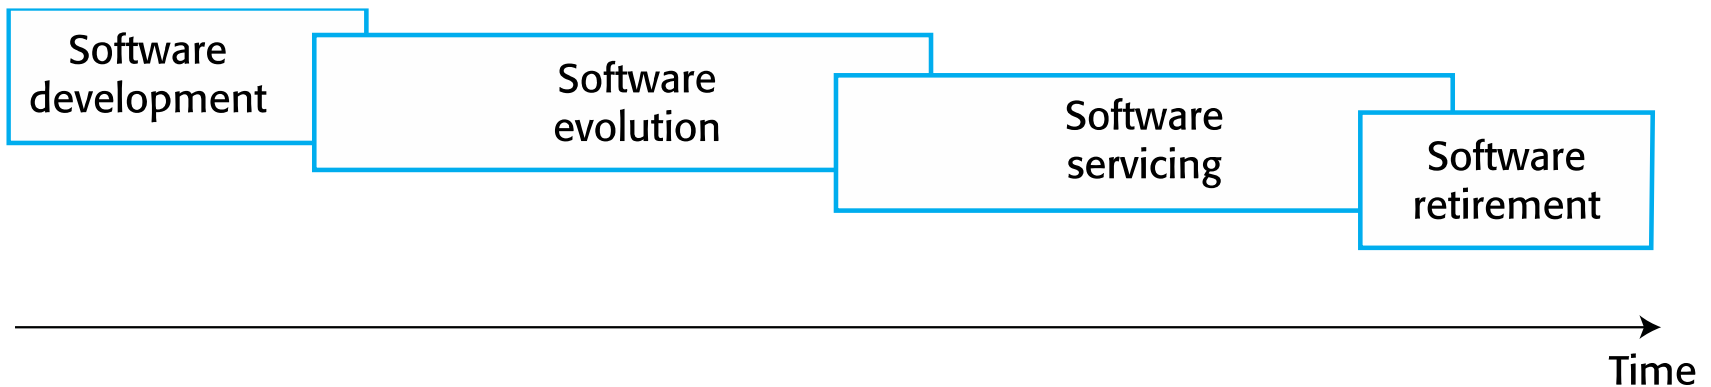 Software
development
Software
evolution
Software
servicing
Software
retirement
Time